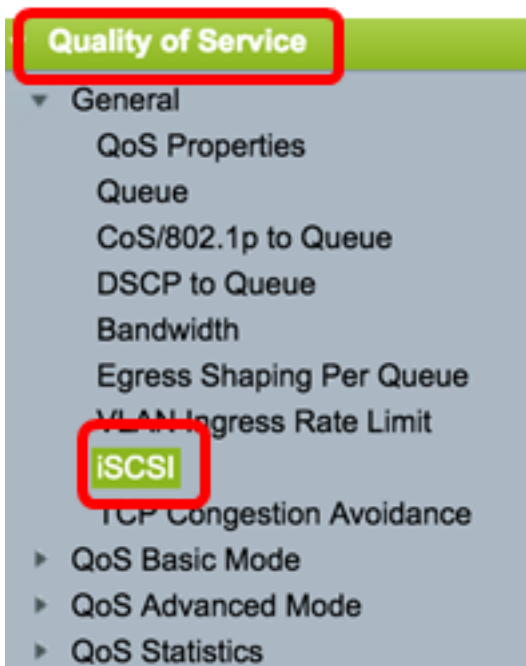 Quality of Service
General
QoS Properties
Queue
CoS/802.1p to Queue
DSCP to Queue
Bandwidth
Egress Shaping Per Queue
VLAN Ingress Rate Limit
iSCSI
TCP Congestion Avoidance
QoS Basic Mode
QoS Advanced Mode
QoS Statistics